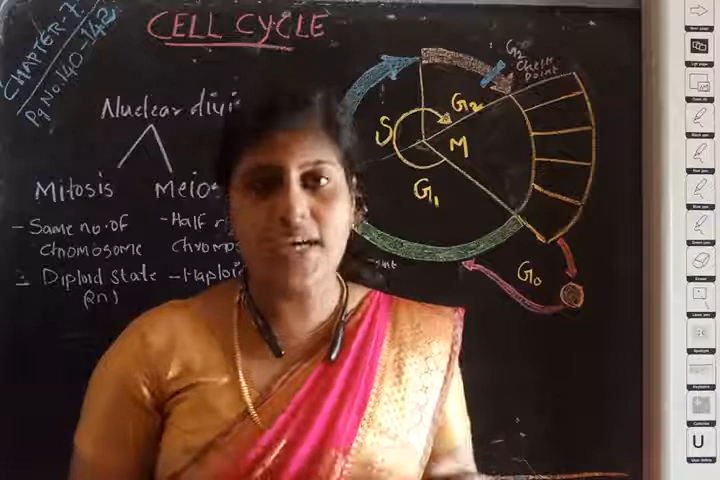 CHAPTER-7
Pg No.140-142
CELL CYCLE
Nuclear divi
Mitosis
- Same no. of
chromosome
- Diploid state
(2n)
Meios
- Half n
Chromos
- Haploi
S
G2
M
G1
G0
G2
Check
point
U